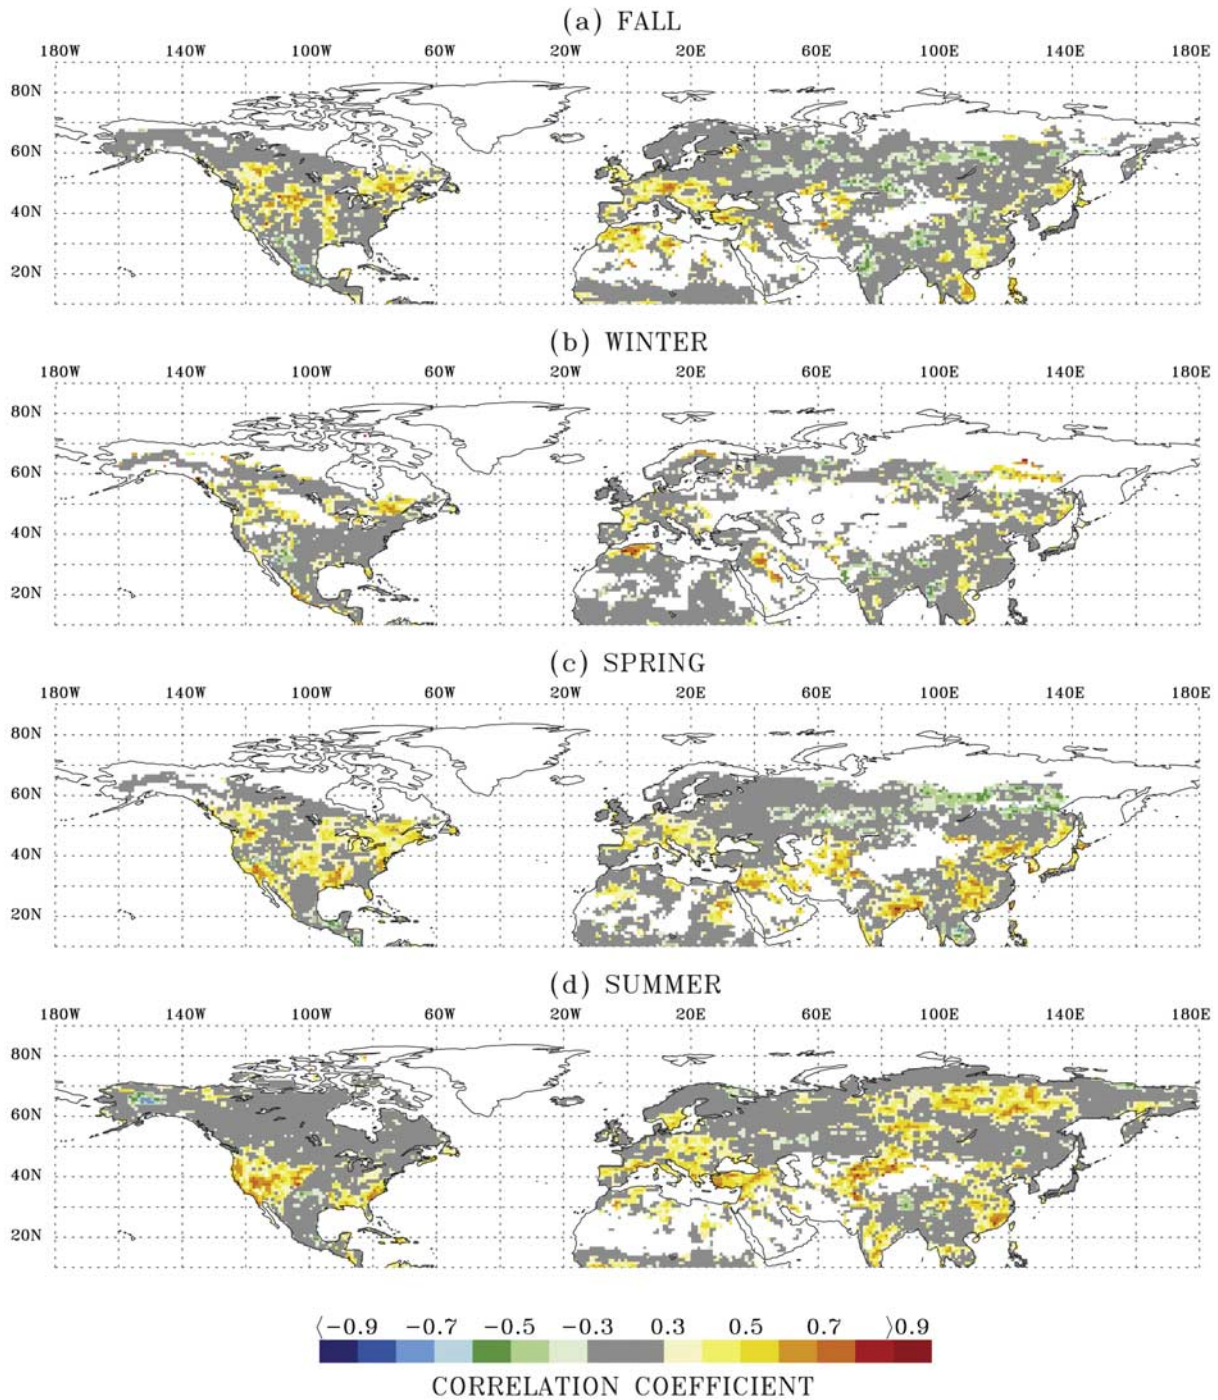 (a) FALL
180W 140W 100W 60W 20W 20E 60E 100E 140E 180E
80N
60N
40N
20N
(b) WINTER
180W 140W 100W 60W 20W 20E 60E 100E 140E 180E
80N
60N
40N
20N
(c) SPRING
180W 140W 100W 60W 20W 20E 60E 100E 140E 180E
80N
60N
40N
20N
(d) SUMMER
180W 140W 100W 60W 20W 20E 60E 100E 140E 180E
80N
60N
40N
20N
⟨−0.9 −0.7 −0.5 −0.3 0.3 0.5 0.7 ⟩0.9
CORRELATION COEFFICIENT